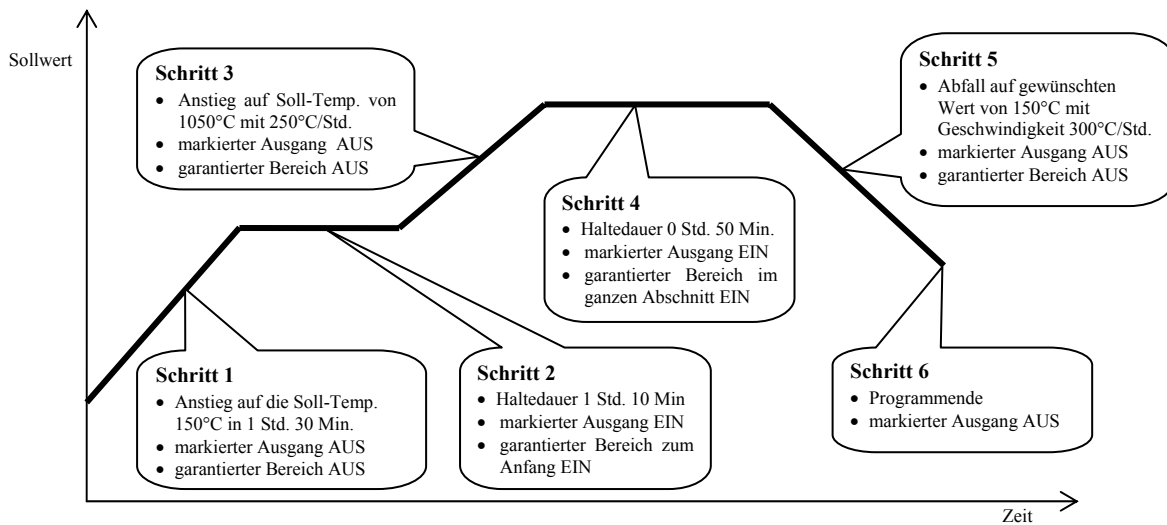 Sollwert
Schritt 3
• Anstieg auf Soll-Temp. von
1050°C mit 250°C/Std.
• markierter Ausgang AUS
• garantierter Bereich AUS
Schritt 5
• Abfall auf gewünschten
Wert von 150°C mit
Geschwindigkeit 300°C/Std.
• markierter Ausgang AUS
• garantierter Bereich AUS
Schritt 4
• Haltedauer 0 Std. 50 Min.
• markierter Ausgang EIN
• garantierter Bereich im
ganzen Abschnitt EIN
Schritt 1
• Anstieg auf die Soll-Temp.
150°C in 1 Std. 30 Min.
• markierter Ausgang AUS
• garantierter Bereich AUS
Schritt 2
• Haltedauer 1 Std. 10 Min
• markierter Ausgang EIN
• garantierter Bereich zum
Anfang EIN
Schritt 6
• Programmende
• markierter Ausgang AUS
Zeit